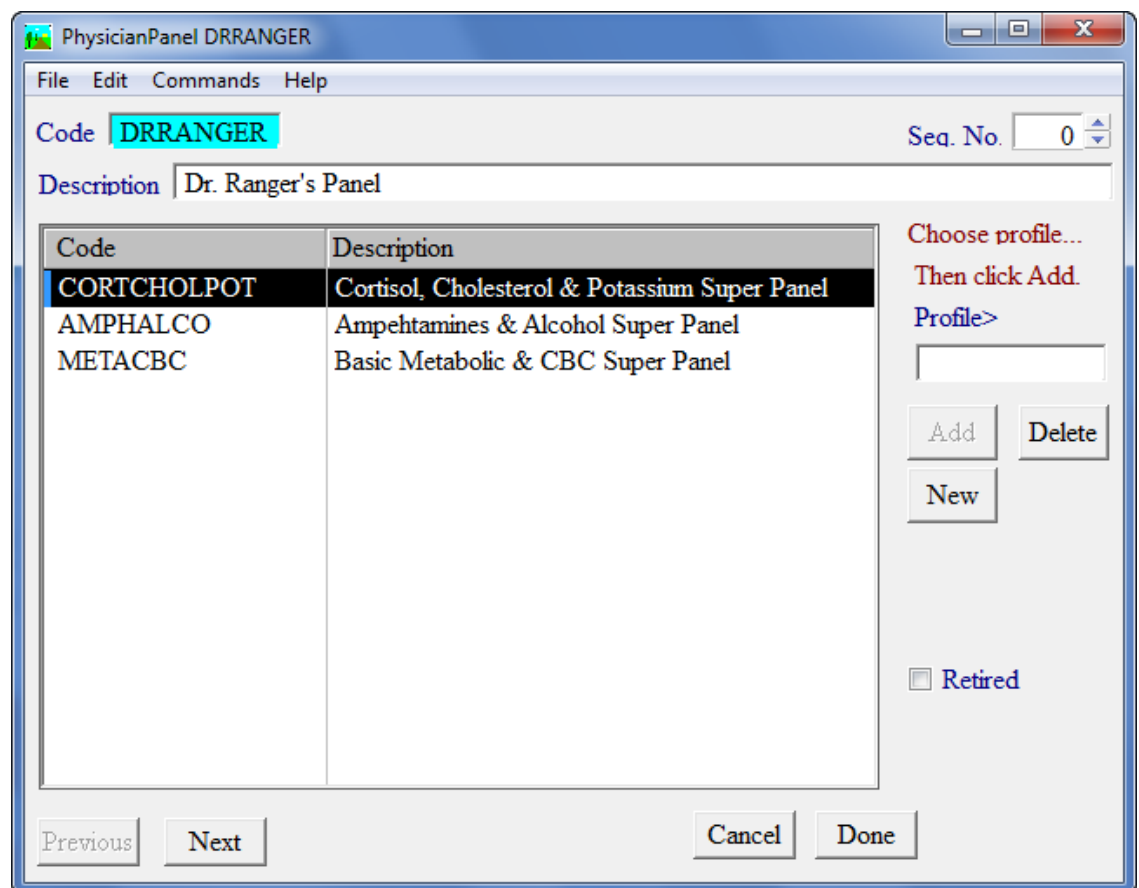 PhysicianPanel DRRANGER
File Edit Commands Help
Code DRRANGER Seq. No. 0
Description Dr. Ranger's Panel
Code Description
CORTCHOLPOT Cortisol, Cholesterol & Potassium Super Panel
AMPHALCO Ampehtamines & Alcohol Super Panel
METACBC Basic Metabolic & CBC Super Panel
Choose profile...
Then click Add.
Profile>
Add Delete
New
Retired
Previous Next Cancel Done